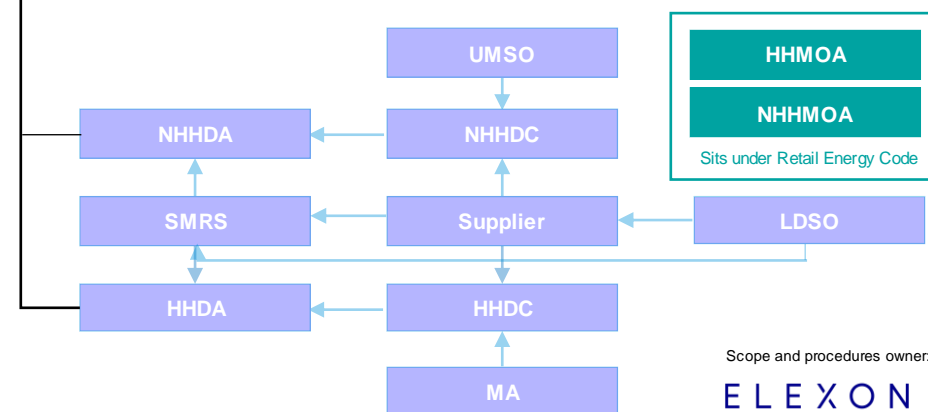 UMSO
HHMOA
NHHMOA
NHHDA
NHHDC
Sits under Retail Energy Code
SMRS
Supplier
LDSO
HHDA
HHDC
MA
Scope and procedures owner:
ELEXON